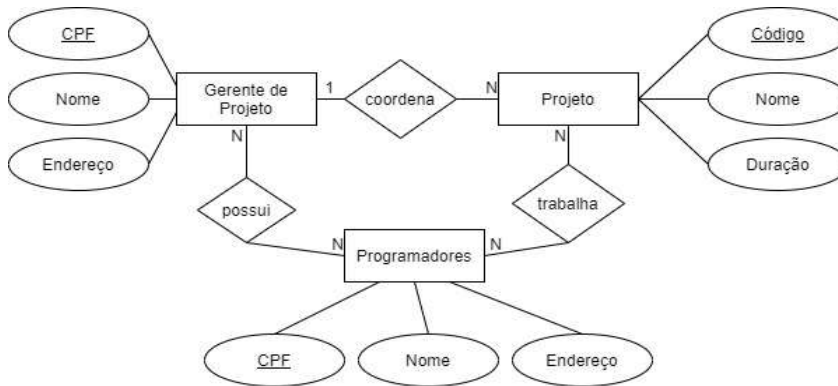 CPF
Código
Gerente de
Projeto
1
coordena
N
Projeto
Nome
Nome
N
N
Endereço
Duração
possui
trabalha
N
Programadores
N
CPF
Nome
Endereço